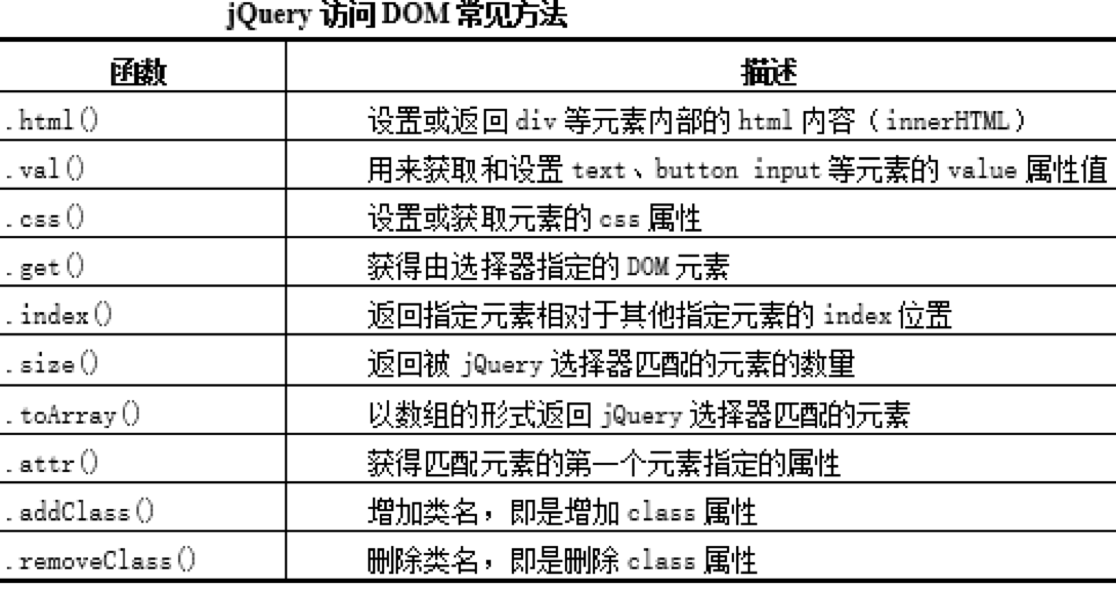 jQuery 访问 DOM 常见方法
函数 描述
.html() 设置或返回 div 等元素内部的 html 内容（innerHTML）
.val() 用来获取和设置 text、button input 等元素的 value 属性值
.css() 设置或获取元素的 css 属性
.get() 获得由选择器指定的 DOM 元素
.index() 返回指定元素相对于其他指定元素的 index 位置
.size() 返回被 jQuery 选择器匹配的元素的数量
.toArray() 以数组的形式返回 jQuery 选择器匹配的元素
.attr() 获得匹配元素的第一个元素指定的属性
.addClass() 增加类名，即是增加 class 属性
.removeClass() 删除类名，即是删除 class 属性